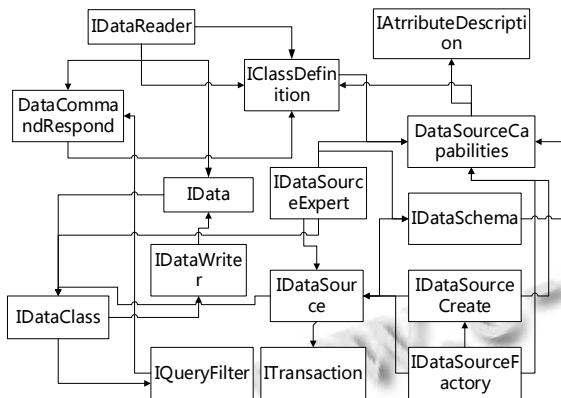 IDataReader
IAtrributeDescripti
on
IClassDefin
ition
DataComma
ndRespond
DataSourceCa
pabilities
IData
IDataSourc
eExpert
IDataSchema
IDataWrite
r
IDataClass
IDataSour
ce
IDataSource
Create
IQueryFilter
ITransaction
IDataSourceF
actory